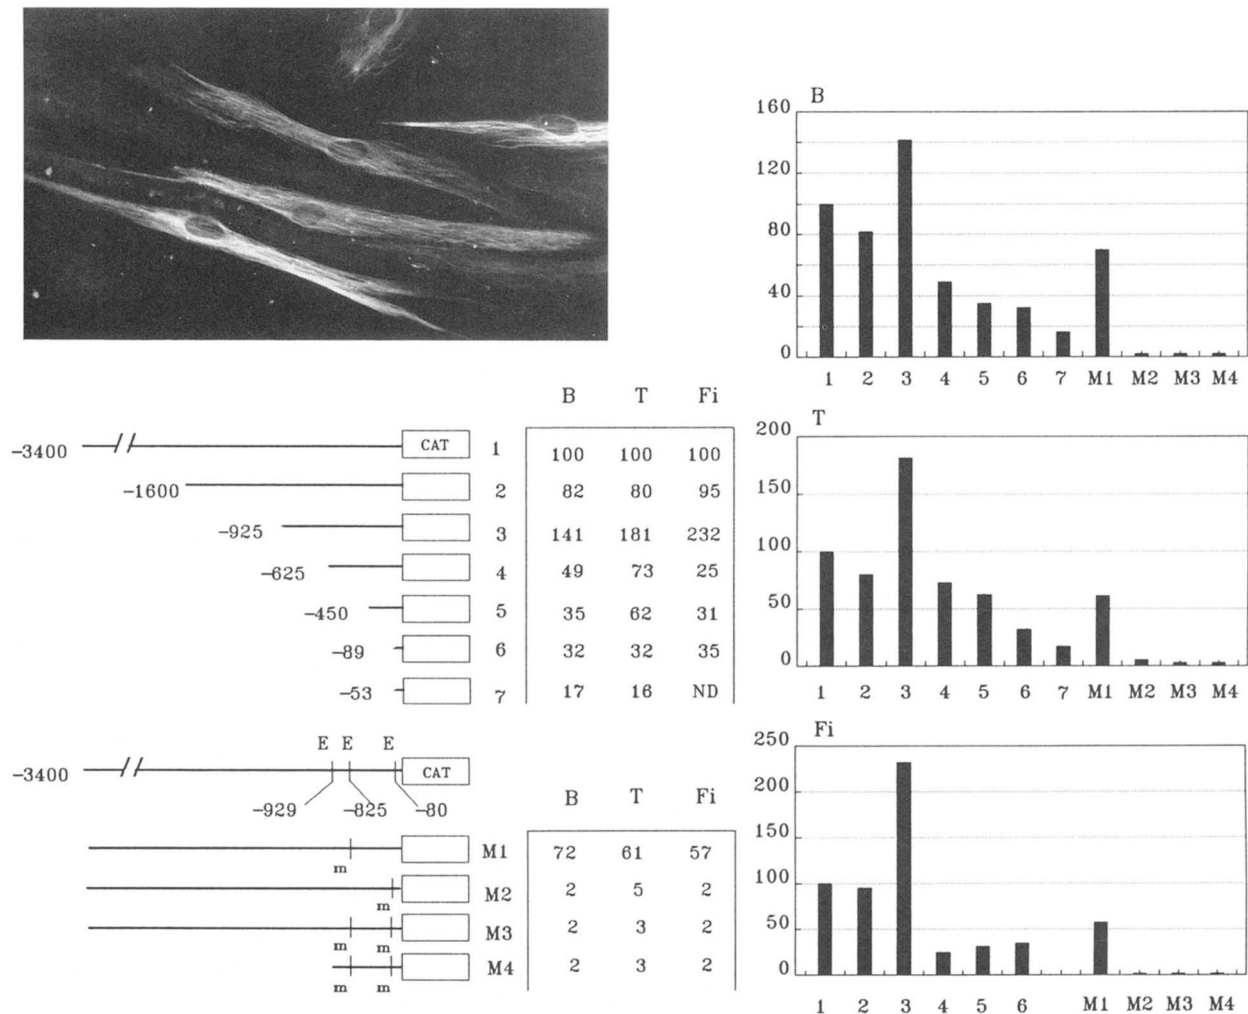 B T Fi
-3400 CAT 1 100 100 100
-1600 2 82 80 95
-925 3 141 181 232
-625 4 49 73 25
-450 5 35 62 31
-89 6 32 32 35
-53 7 17 16 ND
E E E
-3400 CAT
-929 -825 -80
B T Fi
M1 72 61 57
m
M2 2 5 2
m
M3 2 3 2
m m
M4 2 3 2
m m
B
160
120
80
40
0
1 2 3 4 5 6 7 M1 M2 M3 M4
T
200
150
100
50
0
1 2 3 4 5 6 7 M1 M2 M3 M4
Fi
250
200
150
100
50
0
1 2 3 4 5 6 M1 M2 M3 M4